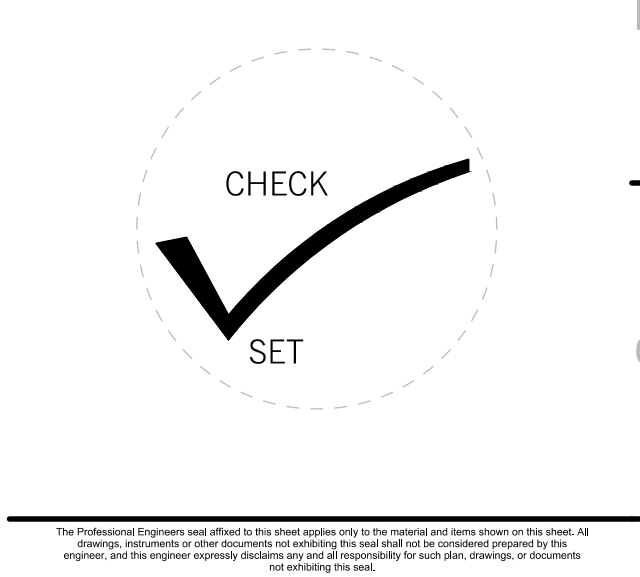 CHECK
SET
The Professional Engineers seal affixed to this sheet applies only to the material and items shown on this sheet. All
drawings, instruments or other documents not exhibiting this seal shall not be considered prepared by this
engineer, and this engineer expressly disclaims any and all responsibility for such plan, drawings, or documents
not exhibiting this seal.